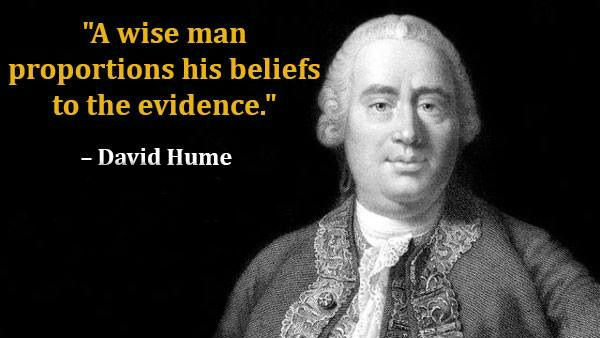 "A wise man
proportions his beliefs
to the evidence."
– David Hume